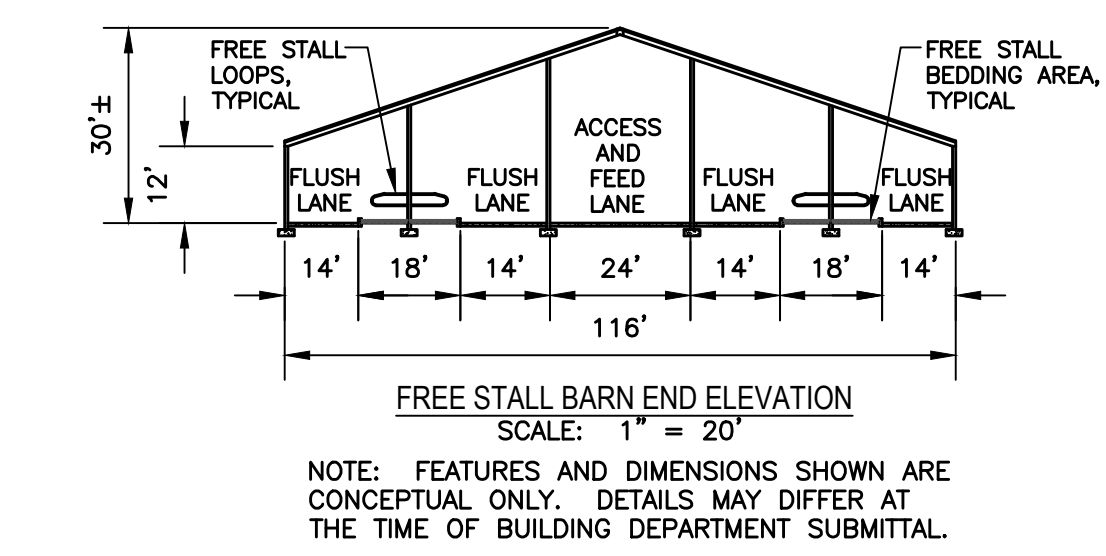 FREE STALL
LOOPS,
TYPICAL
FREE STALL
BEDDING AREA,
TYPICAL
30'±
12'
ACCESS
AND
FEED
LANE
FLUSH
LANE
FLUSH
LANE
FLUSH
LANE
FLUSH
LANE
14' 18' 14' 24' 14' 18' 14'
116'
FREE STALL BARN END ELEVATION
SCALE: 1" = 20'
NOTE: FEATURES AND DIMENSIONS SHOWN ARE
CONCEPTUAL ONLY. DETAILS MAY DIFFER AT
THE TIME OF BUILDING DEPARTMENT SUBMITTAL.